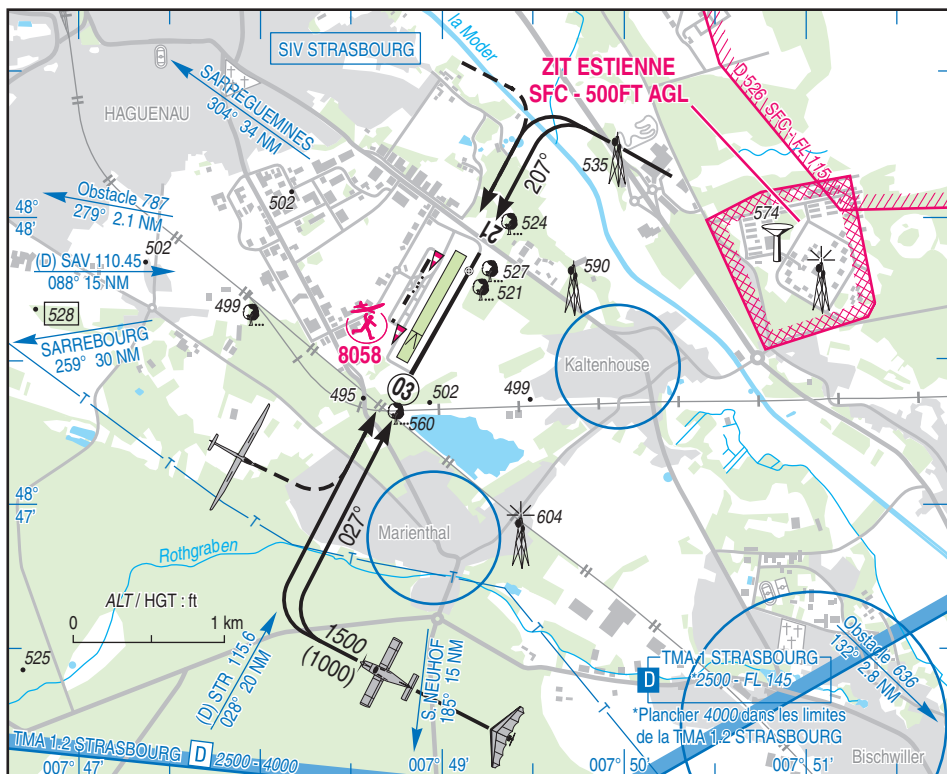 la Moder
SIV STRASBOURG
ZIT ESTIENNE
SFC - 500FT AGL
D 526 SFC - FL 115
SARREGUEMINES
304° 34 NM
HAGUENAU
535
207°
Obstacle 787
279° 2.1 NM
502
48°
48'
574
524
21
502
(D) SAV 110.45
088° 15 NM
527
521
590
499
528
SARREBOURG
259° 30 NM
8058
Kaltenhouse
03
495
502
499
560
T
T
48°
47'
027°
Marienthal
604
T
T
Rothgraben
T
ALT / HGT : ft
0
1 km
1500
(1000)
525
(D) STR 115.6
028° 20 NM
S. NEUHOF
185° 15 NM
Obstacle 636
132° 2.8 NM
D
TMA 1 STRASBOURG
*2500 - FL 145
*Plancher 4000 dans les limites
de la TMA 1.2 STRASBOURG
TMA 1.2 STRASBOURG D 2500 - 4000
Bischwiller
007° 47
007° 49
007° 50
007° 51